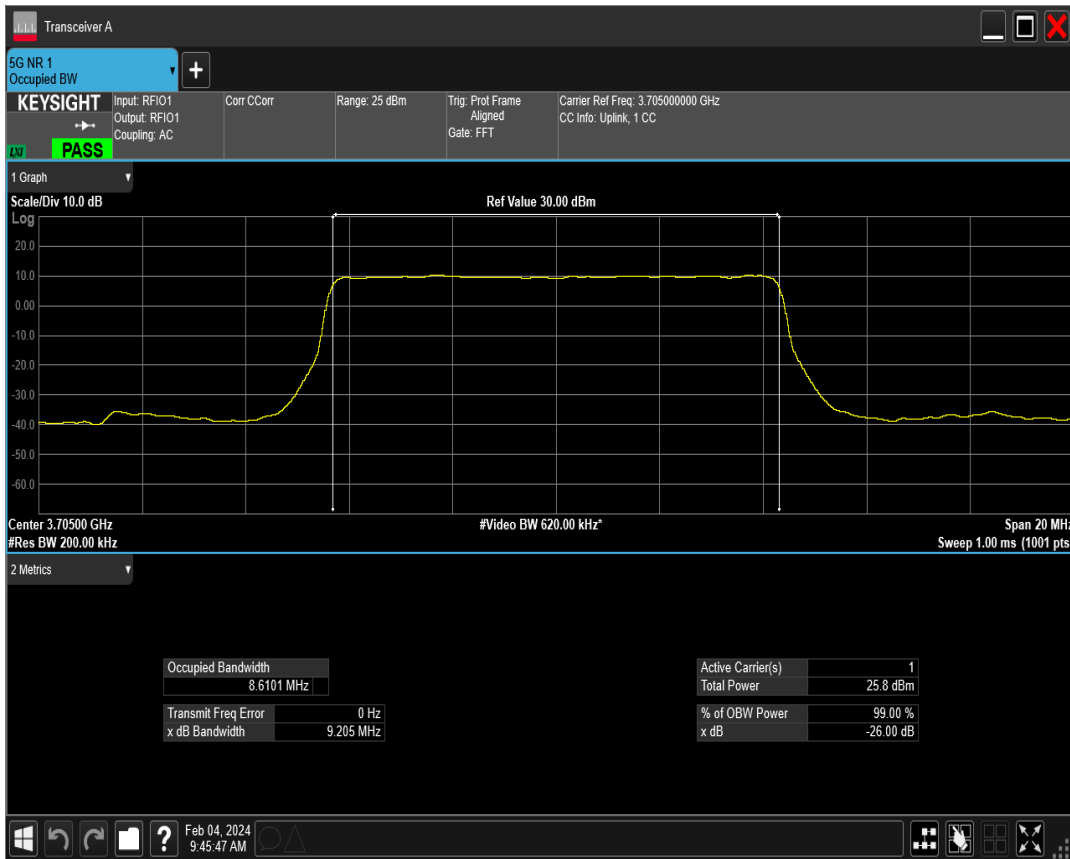 Transceiver A
5G NR 1
Occupied BW
KEYSIGHT
LXI
PASS
Input: RFIO1
Output: RFIO1
Coupling: AC
Corr CCorr
Range: 25 dBm
Trig: Prot Frame
Aligned
Gate: FFT
Carrier Ref Freq: 3.705000000 GHz
CC Info: Uplink, 1 CC
1 Graph
Scale/Div 10.0 dB
Ref Value 30.00 dBm
Log
20.0
10.0
0.00
-10.0
-20.0
-30.0
-40.0
-50.0
-60.0
Center 3.70500 GHz
#Video BW 620.00 kHz*
Span 20 MHz
#Res BW 200.00 kHz
Sweep 1.00 ms (1001 pts
2 Metrics
Occupied Bandwidth
8.6101 MHz
Transmit Freq Error 0 Hz
x dB Bandwidth 9.205 MHz
Active Carrier(s) 1
Total Power 25.8 dBm
% of OBW Power 99.00 %
x dB -26.00 dB
?
Feb 04, 2024
9:45:47 AM